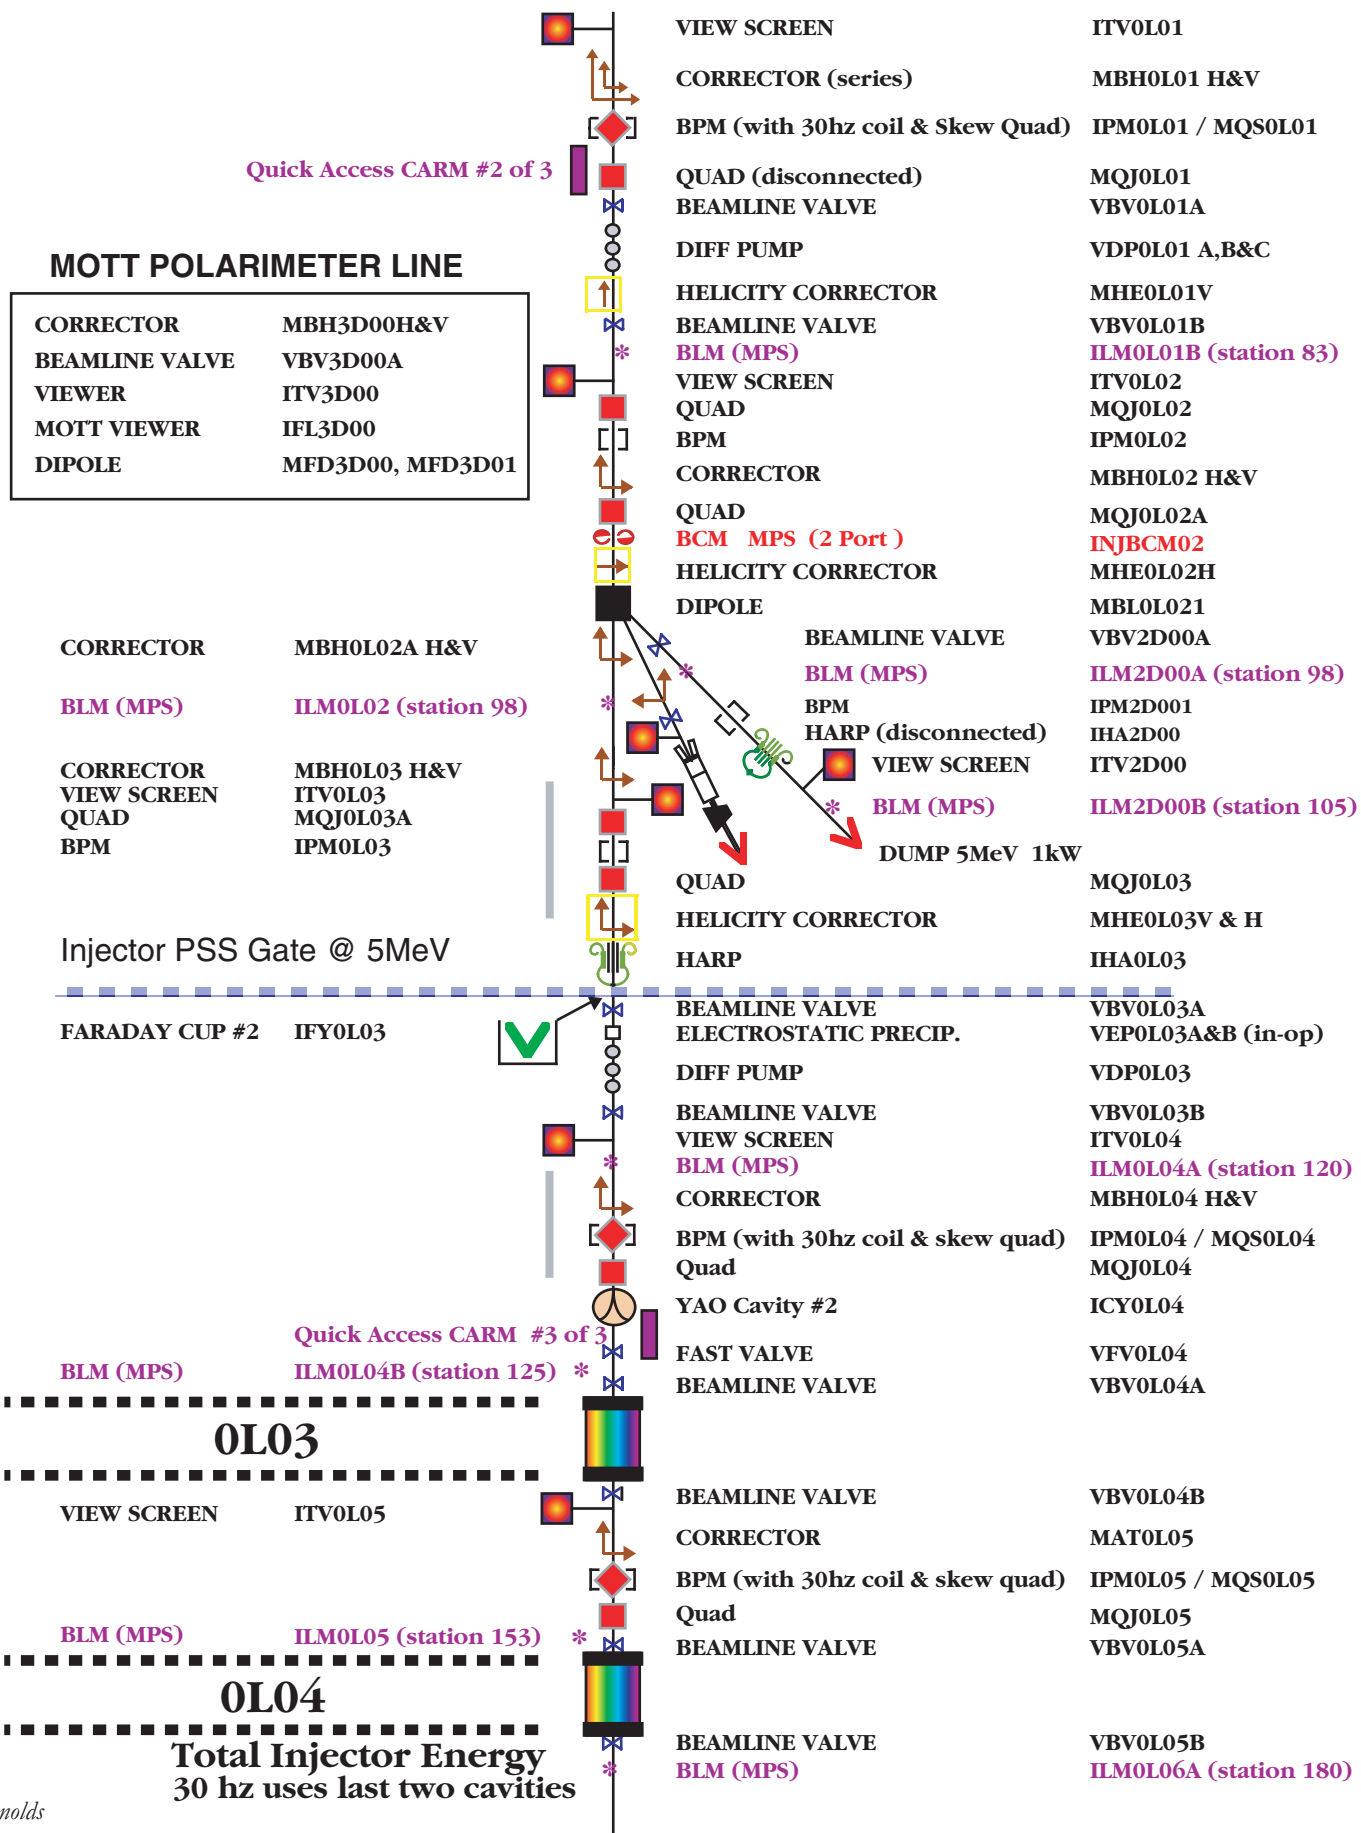 VIEW SCREEN ITV0L01
CORRECTOR (series) MBH0L01 H&V
BPM (with 30hz coil & Skew Quad) IPM0L01 / MQS0L01
Quick Access CARM #2 of 3
QUAD (disconnected) MQJ0L01
BEAMLINE VALVE VBV0L01A
DIFF PUMP VDP0L01 A,B&C
MOTT POLARIMETER LINE
CORRECTOR MBH3D00H&V
BEAMLINE VALVE VBV3D00A
VIEWER ITV3D00
MOTT VIEWER IFL3D00
DIPOLE MFD3D00, MFD3D01
HELICITY CORRECTOR MHE0L01V
BEAMLINE VALVE VBV0L01B
BLM (MPS) ILM0L01B (station 83)
VIEW SCREEN ITV0L02
QUAD MQJ0L02
BPM IPM0L02
CORRECTOR MBH0L02 H&V
QUAD MQJ0L02A
BCM MPS (2 Port ) INJBCM02
HELICITY CORRECTOR MHE0L02H
DIPOLE MBL0L021
BEAMLINE VALVE VBV2D00A
CORRECTOR MBH0L02A H&V
BLM (MPS) ILM2D00A (station 98)
BLM (MPS) ILM0L02 (station 98)
BPM IPM2D001
HARP (disconnected) IHA2D00
VIEW SCREEN ITV2D00
CORRECTOR MBH0L03 H&V
VIEW SCREEN ITV0L03
BLM (MPS) ILM2D00B (station 105)
QUAD MQJ0L03A
BPM IPM0L03
DUMP 5MeV 1kW
QUAD MQJ0L03
HELICITY CORRECTOR MHE0L03V & H
Injector PSS Gate @ 5MeV
HARP IHA0L03
BEAMLINE VALVE VBV0L03A
FARADAY CUP #2 IFY0L03
ELECTROSTATIC PRECIP. VEP0L03A&B (in-op)
DIFF PUMP VDP0L03
BEAMLINE VALVE VBV0L03B
VIEW SCREEN ITV0L04
BLM (MPS) ILM0L04A (station 120)
CORRECTOR MBH0L04 H&V
BPM (with 30hz coil & skew quad) IPM0L04 / MQS0L04
Quad MQJ0L04
YAO Cavity #2 ICY0L04
Quick Access CARM #3 of 3
FAST VALVE VFV0L04
BLM (MPS) ILM0L04B (station 125)
BEAMLINE VALVE VBV0L04A
0L03
BEAMLINE VALVE VBV0L04B
VIEW SCREEN ITV0L05
CORRECTOR MAT0L05
BPM (with 30hz coil & skew quad) IPM0L05 / MQS0L05
Quad MQJ0L05
BLM (MPS) ILM0L05 (station 153)
BEAMLINE VALVE VBV0L05A
0L04
BEAMLINE VALVE VBV0L05B
Total Injector Energy
BLM (MPS) ILM0L06A (station 180)
30 hz uses last two cavities
nolds